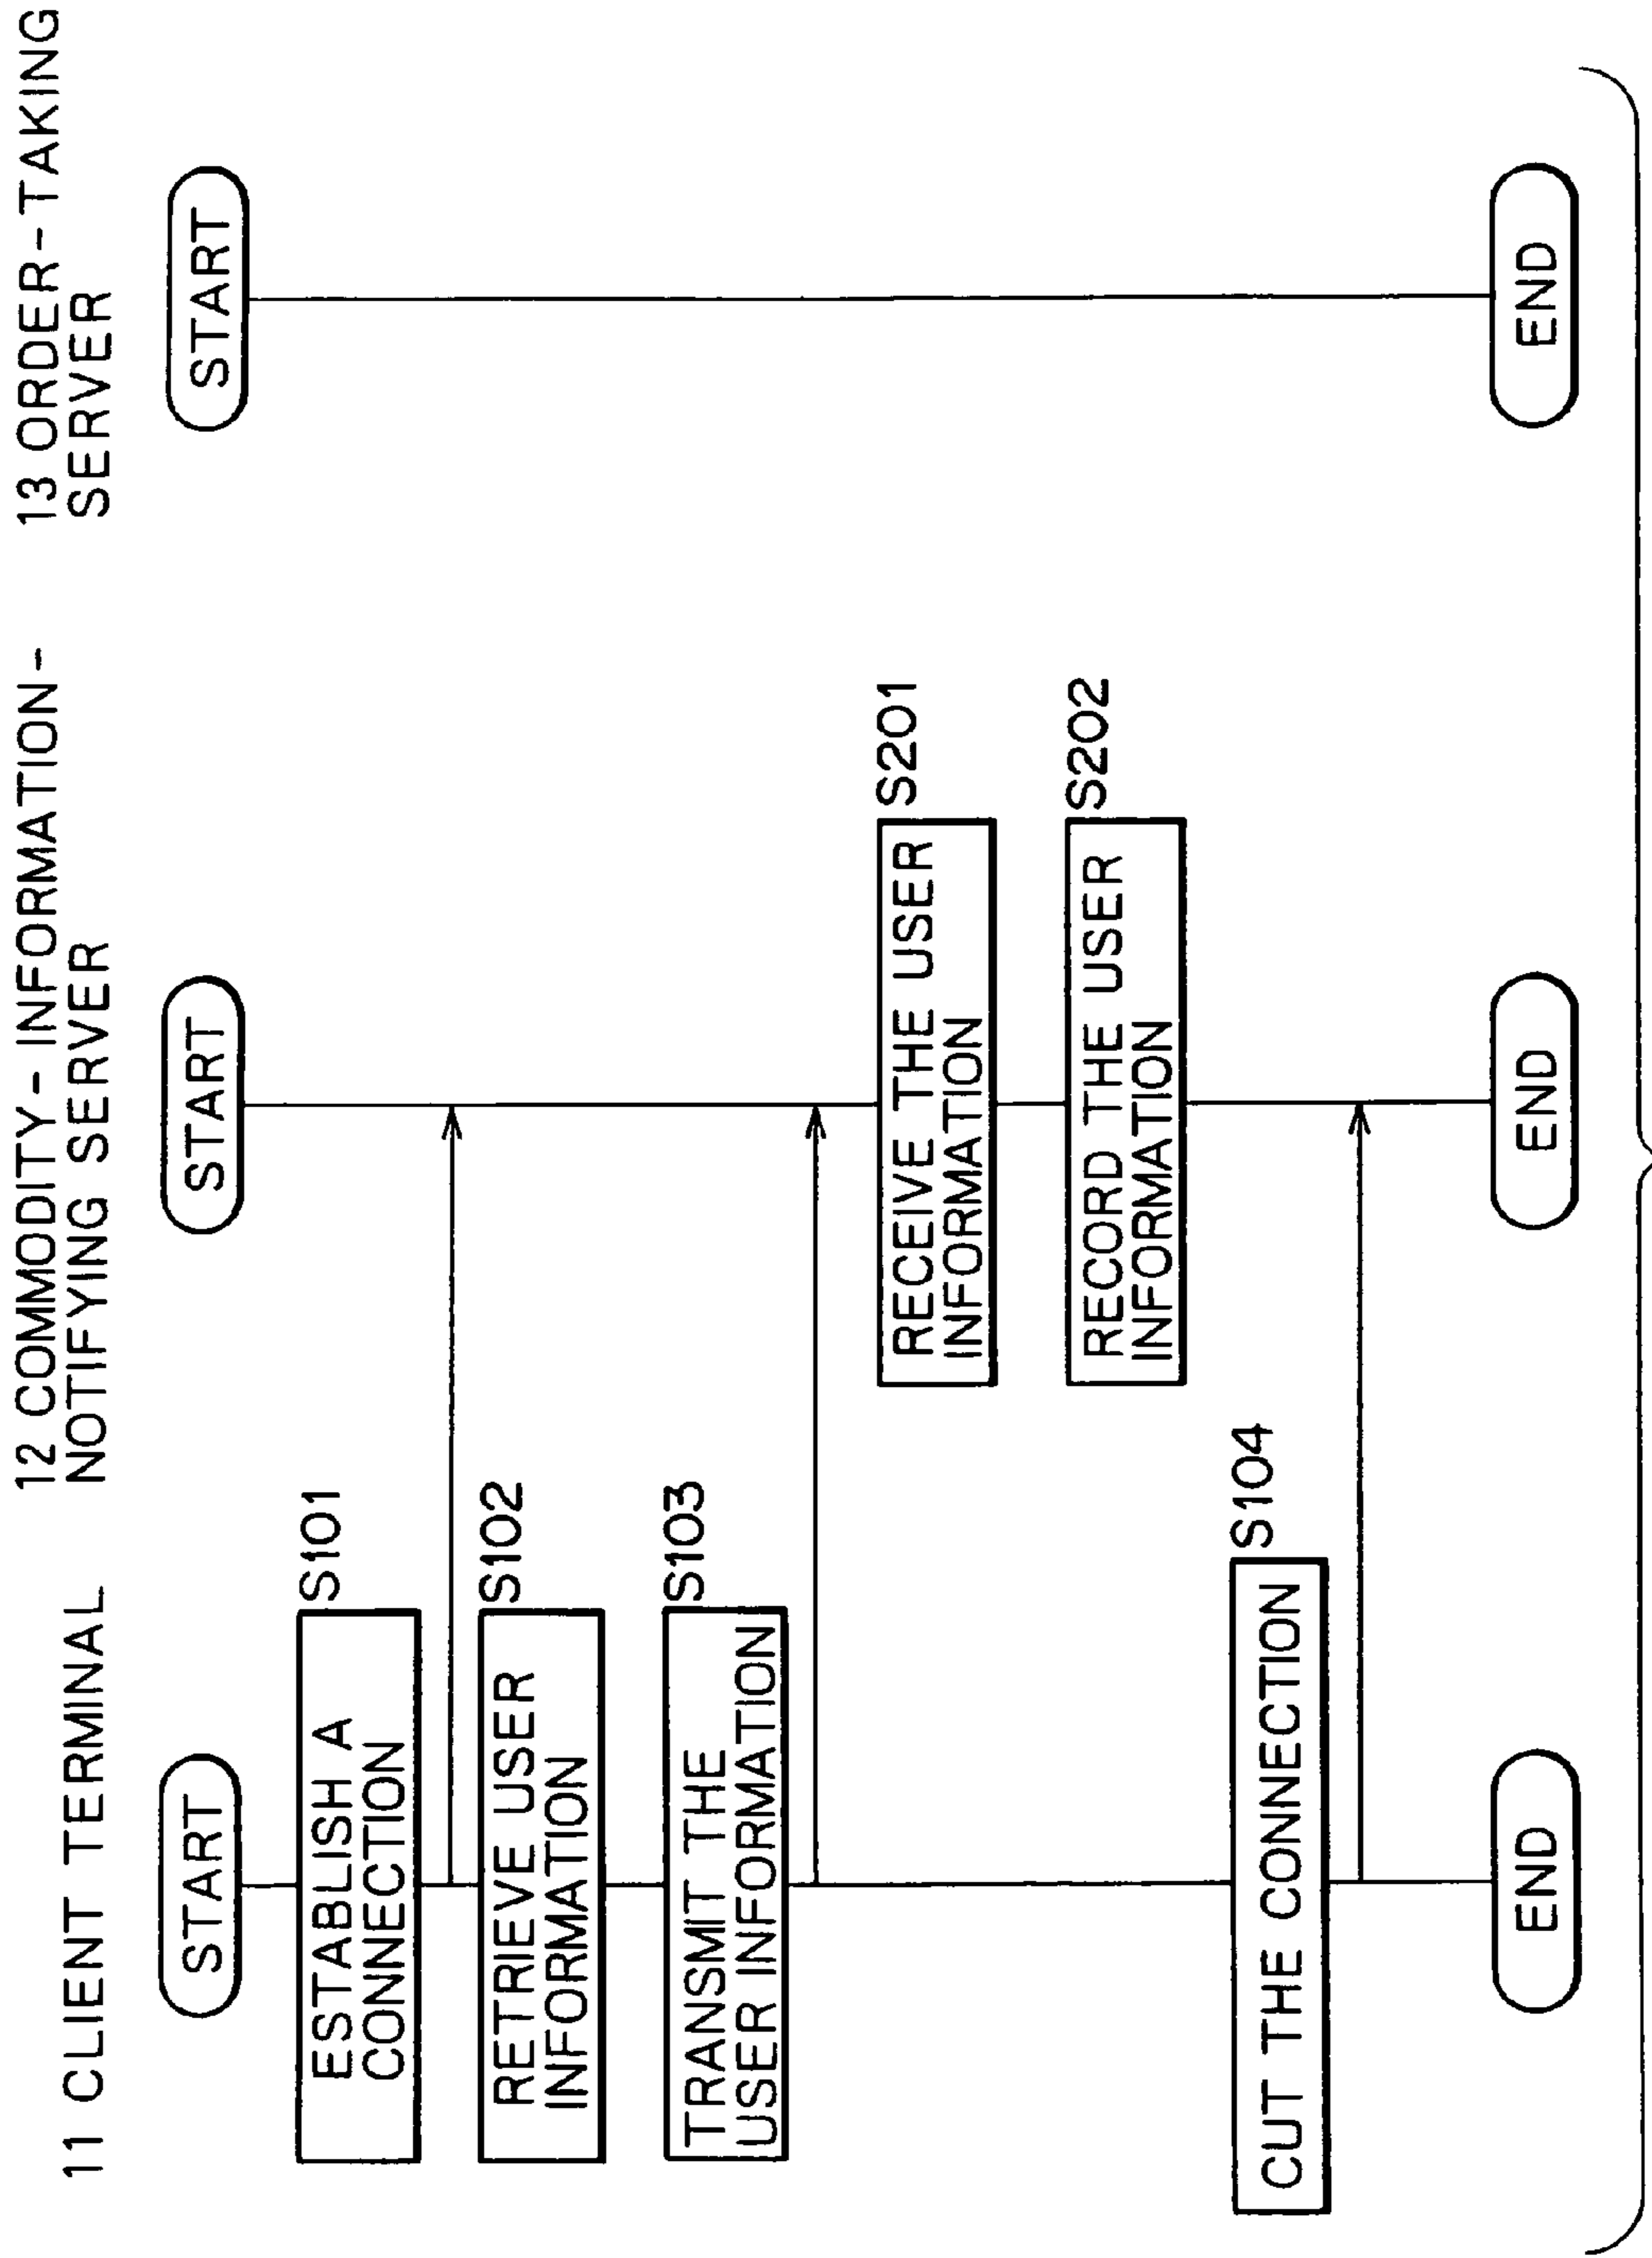 11 CLIENT TERMINAL
12 COMMODITY-INFORMATION-
NOTIFYING SERVER
13 ORDER-TAKING
SERVER
START
START
START
ESTABLISH A
CONNECTION
S101
RETRIEVE USER
INFORMATION
S102
TRANSMIT THE
USER INFORMATION
S103
RECEIVE THE USER
INFORMATION
S201
RECORD THE USER
INFORMATION
S202
CUT THE CONNECTION
S104
END
END
END